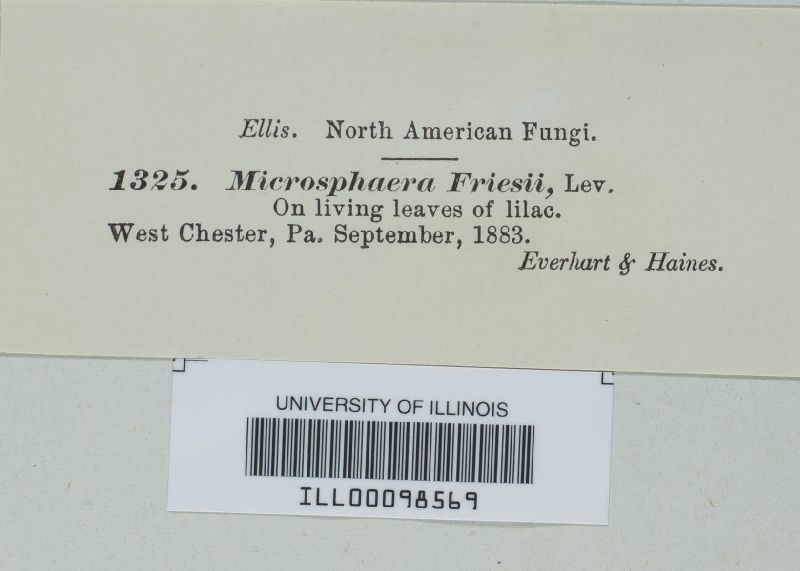 Ellis. North American Fungi.
1325. Microsphaera Friesii, Lev.
On living leaves of lilac.
West Chester, Pa. September, 1883.
Everhart & Haines.
UNIVERSITY OF ILLINOIS
ILL00098569